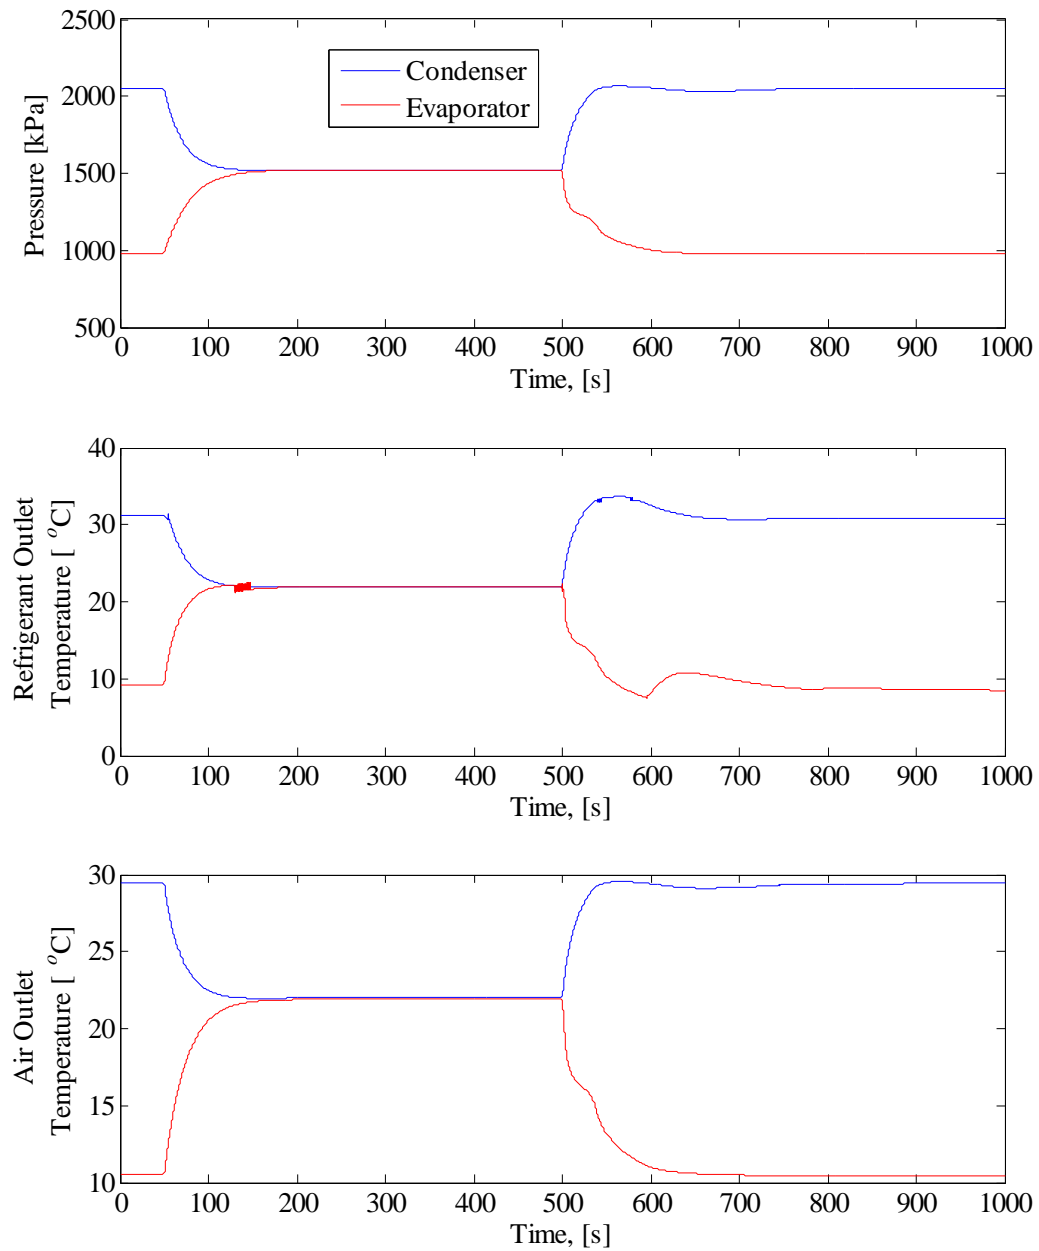 2500
2000
1500
1000
500
Pressure [kPa]
Condenser
Evaporator
0 100 200 300 400 500 600 700 800 900 1000
Time, [s]
40
30
20
10
0
Refrigerant Outlet
Temperature [ °C]
0 100 200 300 400 500 600 700 800 900 1000
Time, [s]
30
25
20
15
10
Air Outlet
Temperature [ °C]
0 100 200 300 400 500 600 700 800 900 1000
Time, [s]